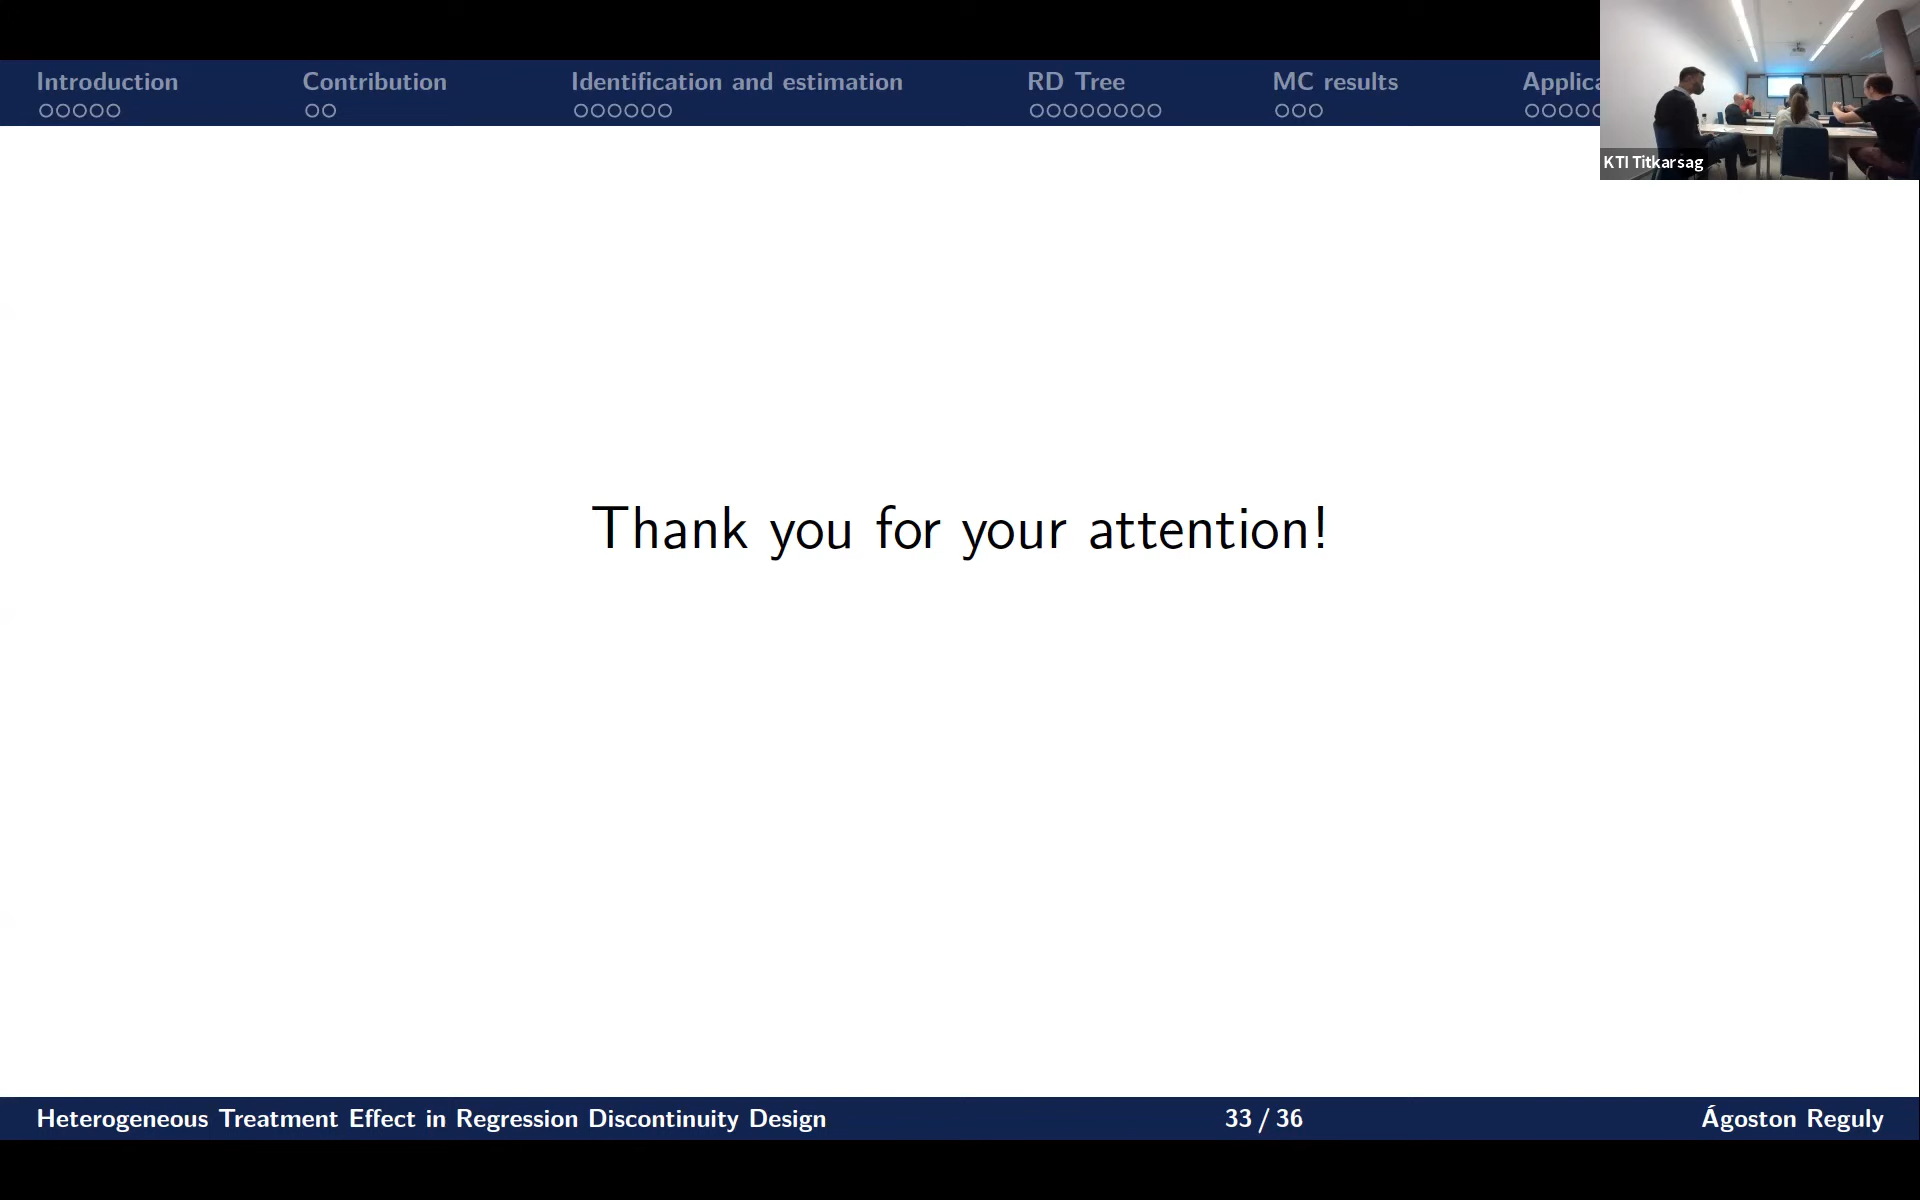 Introduction Contribution Identification and estimation RD Tree MC results Applica
KTI Titkarsag
Thank you for your attention!
Heterogeneous Treatment Effect in Regression Discontinuity Design 33 / 36 Ágoston Reguly